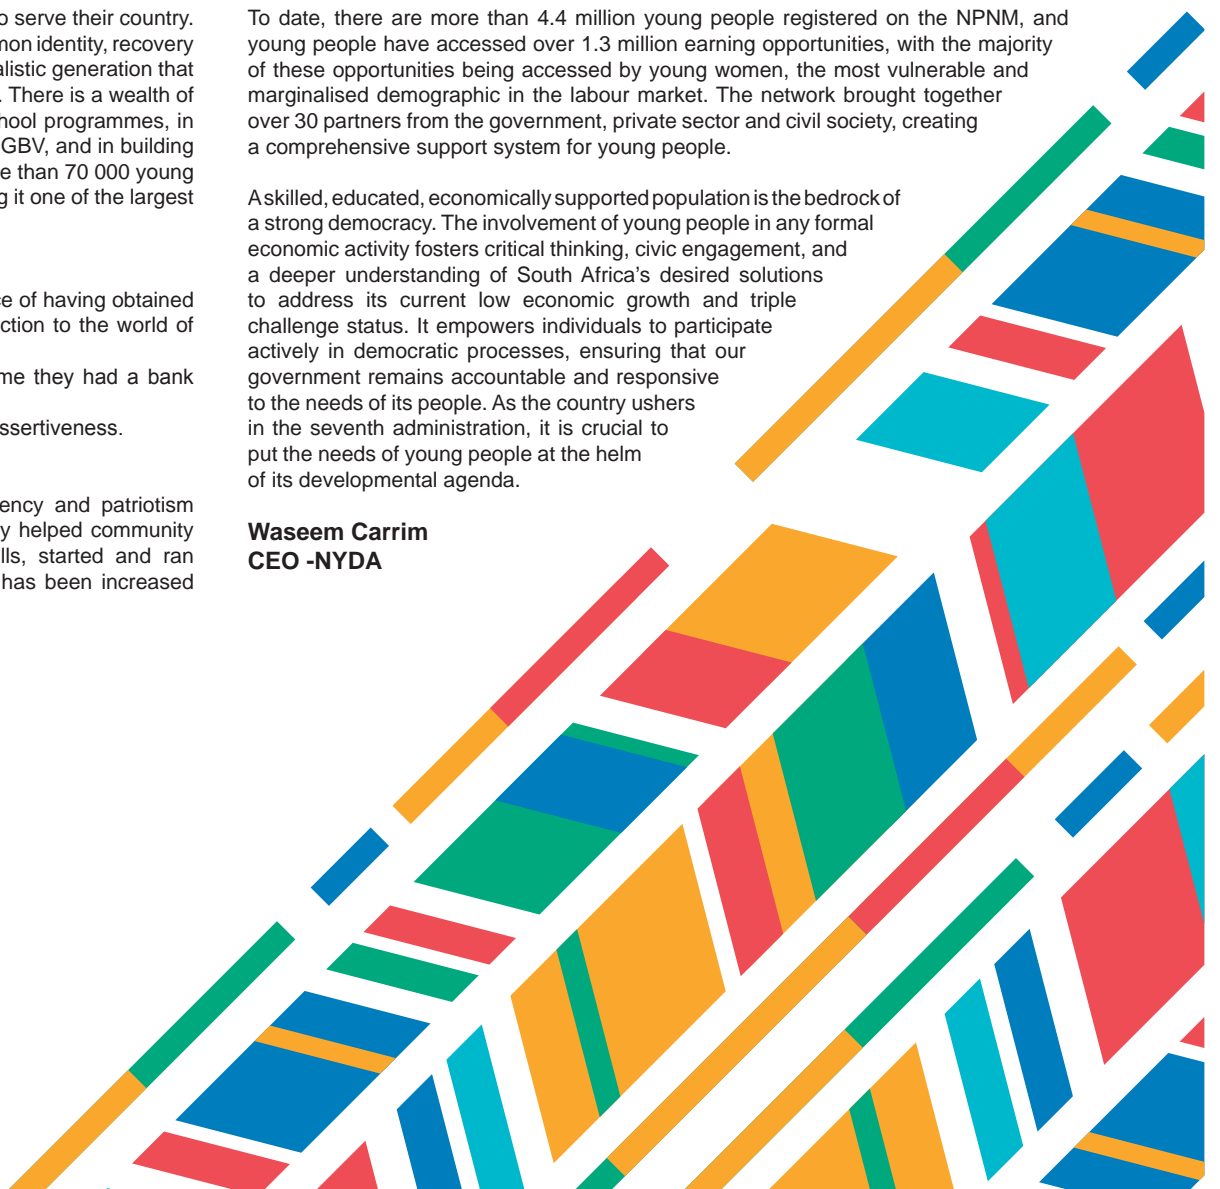 o serve their country.
mon identity, recovery
alistic generation that
. There is a wealth of
hool programmes, in
GBV, and in building
e than 70 000 young
g it one of the largest
ce of having obtained
ction to the world of
me they had a bank
ssertiveness.
ency and patriotism
y helped community
lls, started and ran
has been increased
To date, there are more than 4.4 million young people registered on the NPNM, and
young people have accessed over 1.3 million earning opportunities, with the majority
of these opportunities being accessed by young women, the most vulnerable and
marginalised demographic in the labour market. The network brought together
over 30 partners from the government, private sector and civil society, creating
a comprehensive support system for young people.
A skilled, educated, economically supported population is the bedrock of
a strong democracy. The involvement of young people in any formal
economic activity fosters critical thinking, civic engagement, and
a deeper understanding of South Africa's desired solutions
to address its current low economic growth and triple
challenge status. It empowers individuals to participate
actively in democratic processes, ensuring that our
government remains accountable and responsive
to the needs of its people. As the country ushers
in the seventh administration, it is crucial to
put the needs of young people at the helm
of its developmental agenda.
Waseem Carrim
CEO -NYDA